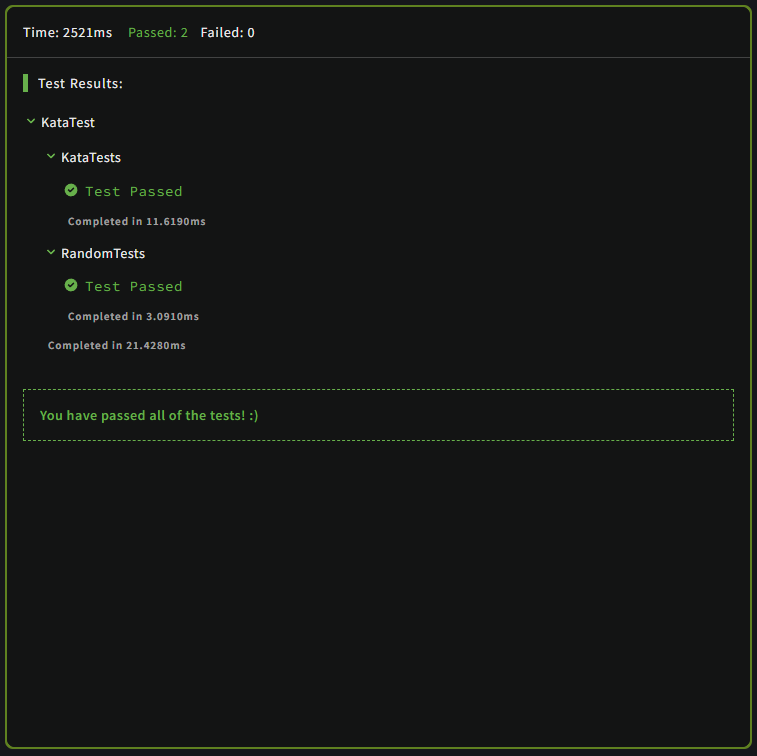 Time: 2521ms Passed: 2 Failed: 0
Test Results:
KataTest
KataTests
Test Passed
Completed in 11.6190ms
RandomTests
Test Passed
Completed in 3.0910ms
Completed in 21.4280ms
You have passed all of the tests! :)